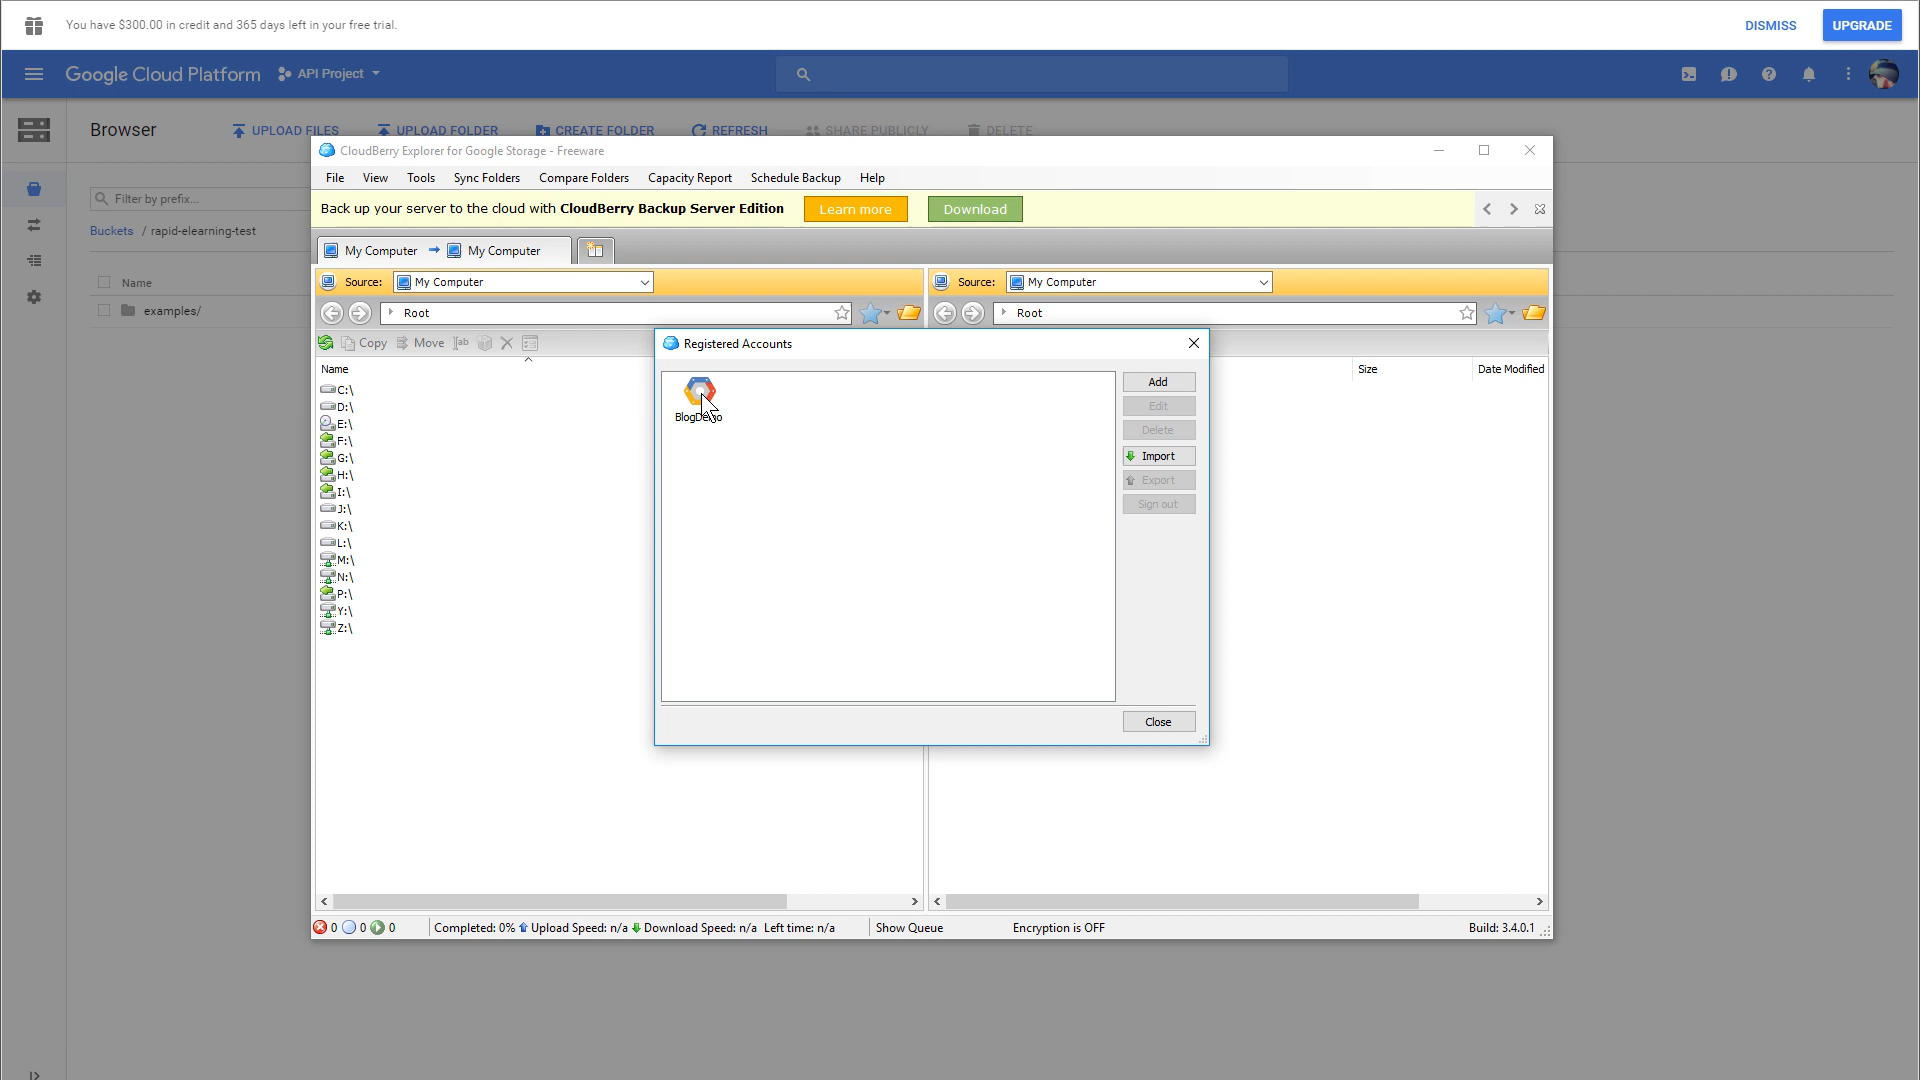 You have $300.00 in credit and 365 days left in your free trial.
DISMISS
UPGRADE
Google Cloud Platform
API Project
Browser
UPLOAD FILES
UPLOAD FOLDER
CREATE FOLDER
REFRESH
SHARE PUBLICLY
DELETE
Filter by prefix...
Buckets / rapid-elearning-test
Name
examples/
CloudBerry Explorer for Google Storage - Freeware
File View Tools Sync Folders Compare Folders Capacity Report Schedule Backup Help
Back up your server to the cloud with CloudBerry Backup Server Edition
Learn more
Download
My Computer
My Computer
Source: My Computer
Source: My Computer
Root
Root
Copy
Move
Name
Size
Date Modified
C:\
D:\
E:\
F:\
G:\
H:\
I:\
J:\
K:\
L:\
M:\
N:\
P:\
Y:\
Z:\
Registered Accounts
Add
Edit
Delete
Import
Export
Sign out
Close
0 0 0
Completed: 0% Upload Speed: n/a Download Speed: n/a Left time: n/a
Show Queue
Encryption is OFF
Build: 3.4.0.1